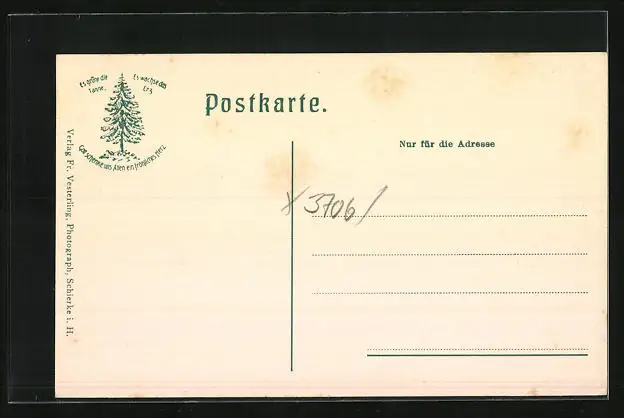 Es grüne die Tanne,
Es wachse das Erz
Gott schenke uns Allen ein fröhliches Herz.
Postkarte.
Nur für die Adresse
x 3706/
Verlag Fr. Vesterling, Photograph, Schierke i. H.